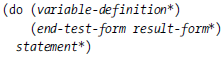 (do (variable-definition*)
(end-test-form result-form*)
statement*)